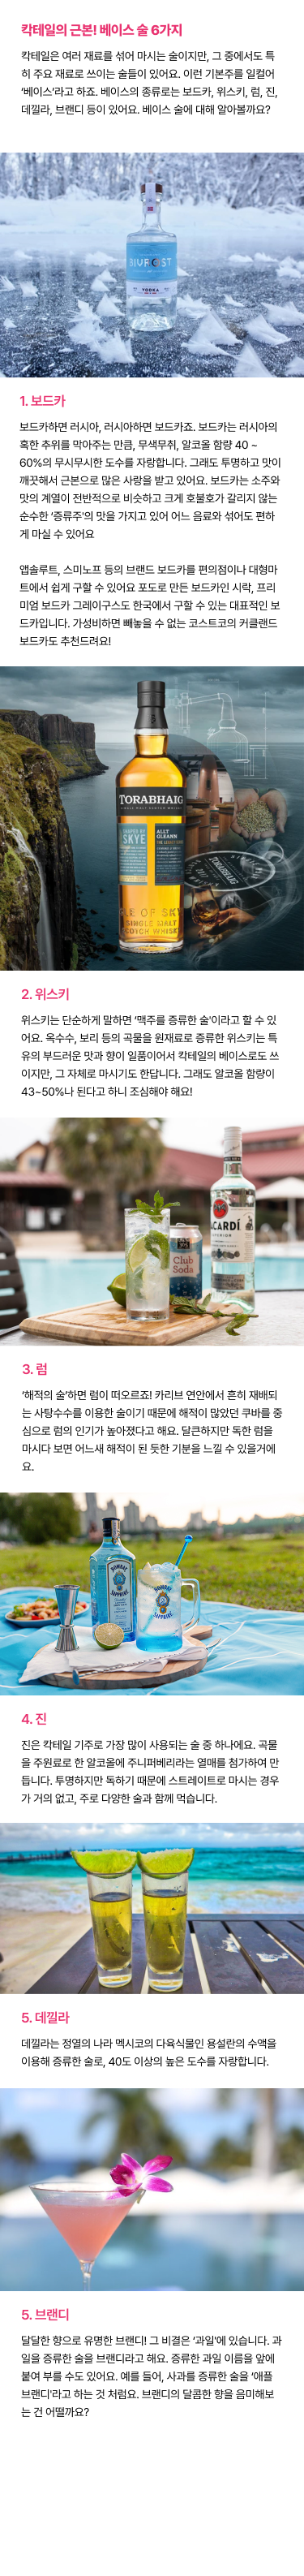 칵테일의 근본! 베이스 술 6가지
칵테일은 여러 재료를 섞어 마시는 술이지만, 그 중에서도 특
히 주요 재료로 쓰이는 술들이 있어요. 이런 기본주를 일컬어
‘베이스’라고 하죠. 베이스의 종류로는 보드카, 위스키, 럼, 진,
데낄라, 브랜디 등이 있어요. 베이스 술에 대해 알아볼까요?
VODKA
1. 보드카
보드카하면 러시아, 러시아하면 보드카죠. 보드카는 러시아의
혹한 추위를 막아주는 만큼, 무색무취, 알코올 함량 40 ~
60%의 무시무시한 도수를 자랑합니다. 그래도 투명하고 맛이
깨끗해서 근본으로 많은 사랑을 받고 있어요. 보드카는 소주와
맛의 계열이 전반적으로 비슷하고 크게 호불호가 갈리지 않는
순수한 ‘증류주’의 맛을 가지고 있어 어느 음료와 섞어도 편하
게 마실 수 있어요
앱솔루트, 스미노프 등의 브랜드 보드카를 편의점이나 대형마
트에서 쉽게 구할 수 있어요 포도로 만든 보드카인 시락, 프리
미엄 보드카 그레이구스도 한국에서 구할 수 있는 대표적인 보
드카입니다. 가성비하면 빼놓을 수 없는 코스트코의 커클랜드
보드카도 추천드려요!
TORABHAIG
SINGLE MALT SCOTCH WHISKY
SHAPED BY
SKYE
ALLT
GLEANN
THE LEGACY SERIES
TORABHAIG
ISLE OF SKYE
SINGLE MALT
SCOTCH WHISKY
2. 위스키
위스키는 단순하게 말하면 ‘맥주를 증류한 술’이라고 할 수 있
어요. 옥수수, 보리 등의 곡물을 원재료로 증류한 위스키는 특
유의 부드러운 맛과 향이 일품이어서 칵테일의 베이스로도 쓰
이지만, 그 자체로 마시기도 한답니다. 그래도 알코올 함량이
43~50%나 된다고 하니 조심해야 해요!
ACARDÍ
Club
Soda
3. 럼
‘해적의 술’하면 럼이 떠오르죠! 카리브 연안에서 흔히 재배되
는 사탕수수를 이용한 술이기 때문에 해적이 많았던 쿠바를 중
심으로 럼의 인기가 높아졌다고 해요. 달큰하지만 독한 럼을
마시다 보면 어느새 해적이 된 듯한 기분을 느낄 수 있을거에
요.
BOMBAY
SAPPHIRE
BOMBAY
SAPPHIRE
4. 진
진은 칵테일 기주로 가장 많이 사용되는 술 중 하나에요. 곡물
을 주원료로 한 알코올에 주니퍼베리라는 열매를 첨가하여 만
듭니다. 투명하지만 독하기 때문에 스트레이트로 마시는 경우
가 거의 없고, 주로 다양한 술과 함께 먹습니다.
5. 데낄라
데낄라는 정열의 나라 멕시코의 다육식물인 용설란의 수액을
이용해 증류한 술로, 40도 이상의 높은 도수를 자랑합니다.
5. 브랜디
달달한 향으로 유명한 브랜디! 그 비결은 ‘과일’에 있습니다. 과
일을 증류한 술을 브랜디라고 해요. 증류한 과일 이름을 앞에
붙여 부를 수도 있어요. 예를 들어, 사과를 증류한 술을 ‘애플
브랜디’라고 하는 것 처럼요. 브랜디의 달콤한 향을 음미해보
는 건 어떨까요?